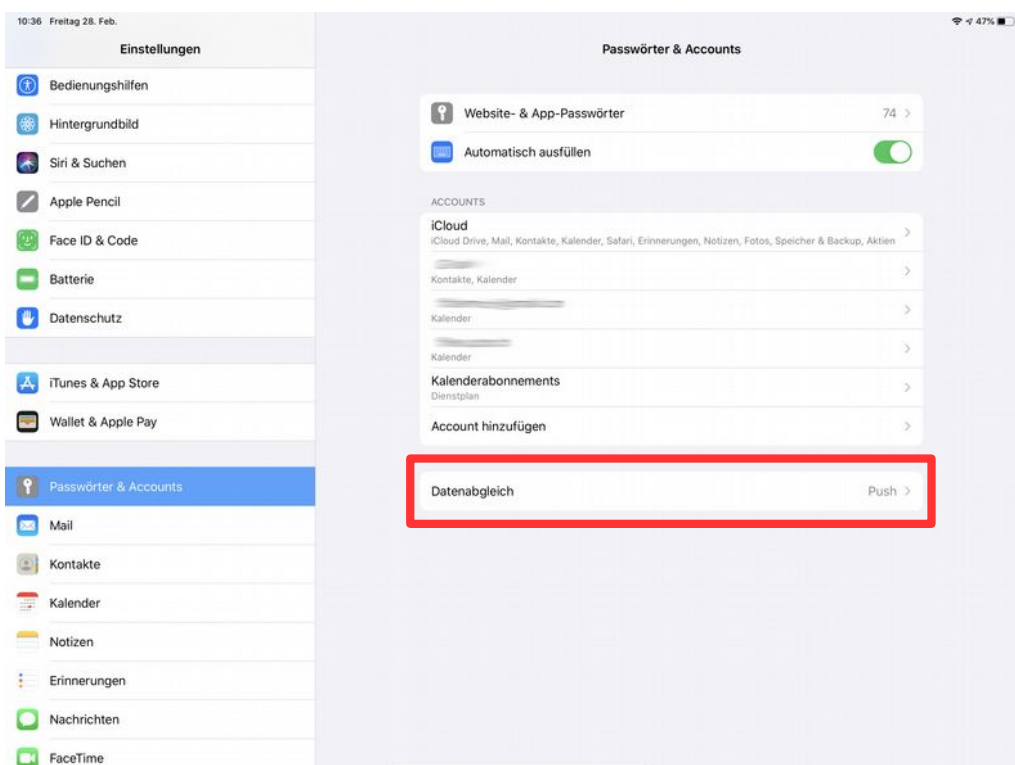 10:36 Freitag 28. Feb.
47%
Einstellungen
Bedienungshilfen
Hintergrundbild
Siri & Suchen
Apple Pencil
Face ID & Code
Batterie
Datenschutz
iTunes & App Store
Wallet & Apple Pay
Passwörter & Accounts
Mail
Kontakte
Kalender
Notizen
Erinnerungen
Nachrichten
FaceTime
Passwörter & Accounts
Website- & App-Passwörter 74
Automatisch ausfüllen
ACCOUNTS
iCloud
iCloud Drive, Mail, Kontakte, Kalender, Safari, Erinnerungen, Notizen, Fotos, Speicher & Backup, Aktien
Kontakte, Kalender
Kalender
Kalender
Kalenderabonnements
Dienstplan
Account hinzufügen
Datenabgleich Push